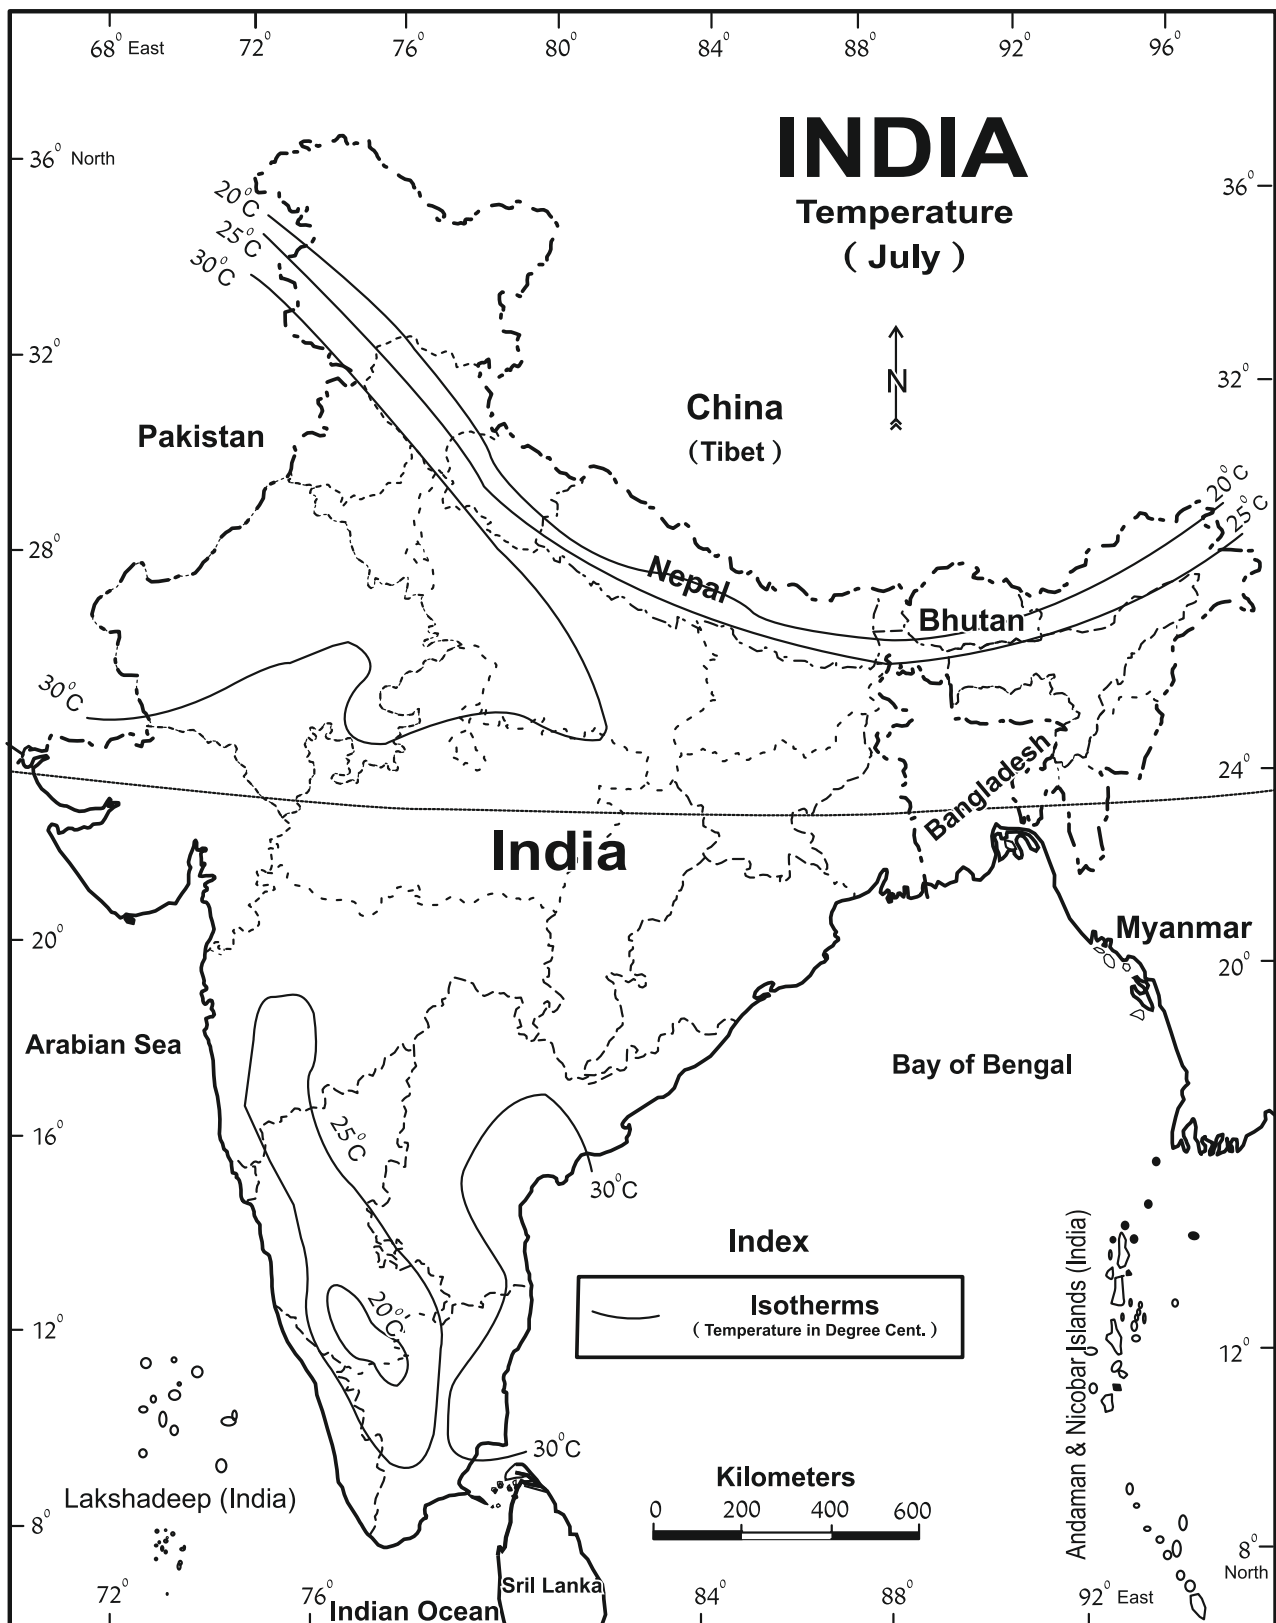 68° East 72° 76° 80° 84° 88° 92° 96°
INDIA
Temperature
( July )
36° North
36°
20°C
25°C
30°C
N
32°
32°
China
(Tibet)
Pakistan
20°C
25°C
28°
Nepal
Bhutan
30°C
24°
Bangladesh
India
Myanmar
20°
20°
Arabian Sea
Bay of Bengal
25°C
16°
30°C
Index
Isotherms
( Temperature in Degree Cent. )
20°C
12°
12°
Andaman & Nicobar Islands (India)
30°C
Kilometers
0 200 400 600
Lakshadeep (India)
8°
8°
North
Sril Lanka
72° 76° 84° 88° 92° East
Indian Ocean